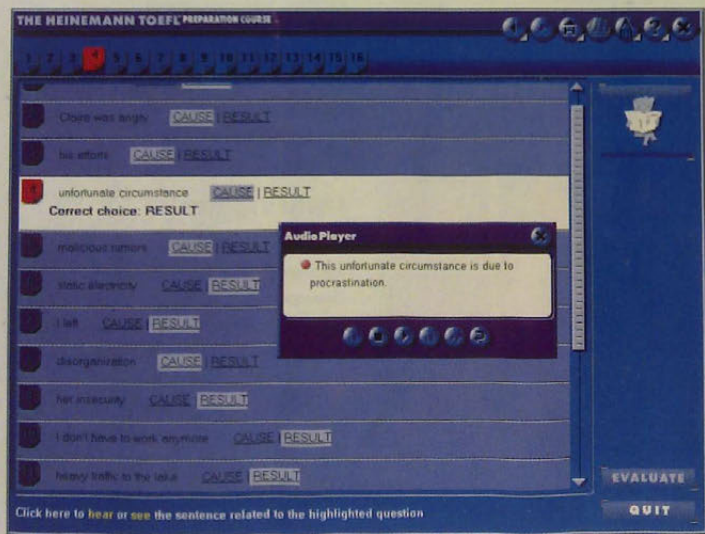 THE HEINEMANN TOEFL PREPARATION COURSE
1 2 3 4 5 6 7 8 9 10 11 12 13 14 15 16
Claire was angry CAUSE | RESULT
his efforts CAUSE | RESULT
unfortunate circumstance CAUSE | RESULT
Correct choice: RESULT
Audio Player
This unfortunate circumstance is due to
procrastination.
malicious rumors CAUSE | RESULT
static electricity CAUSE | RESULT
I left CAUSE | RESULT
disorganization CAUSE | RESULT
her insecurity CAUSE | RESULT
I don't have to work anymore CAUSE | RESULT
heavy traffic to the lake CAUSE | RESULT
EVALUATE
QUIT
Click here to hear or see the sentence related to the highlighted question